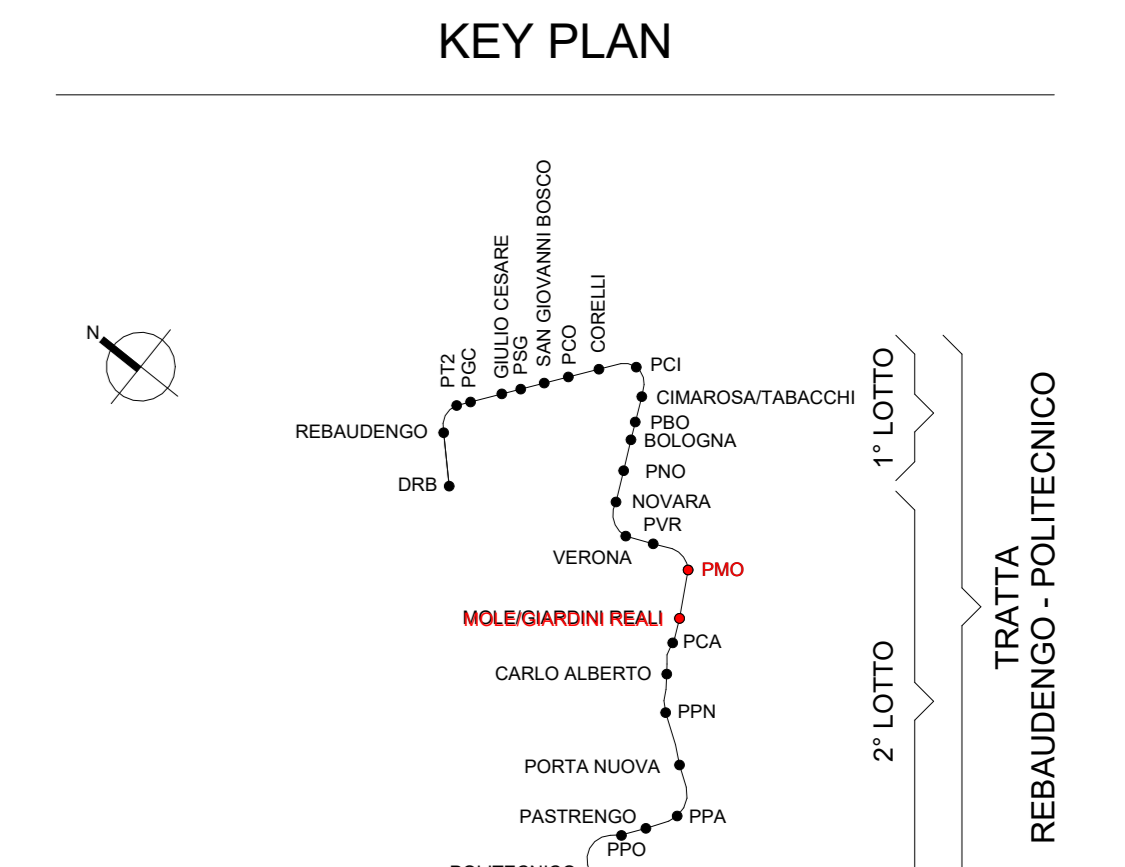 KEY PLAN
N
PT2
PGC
GIULIO CESARE
PSG
SAN GIOVANNI BOSCO
PCO
CORELLI
PCI
CIMAROSA/TABACCHI
REBAUDENGO
PBO
BOLOGNA
DRB
PNO
NOVARA
PVR
VERONA
PMO
MOLE/GIARDINI REALI
PCA
CARLO ALBERTO
PPN
PORTA NUOVA
PASTRENGO
PPA
PPO
1° LOTTO
2° LOTTO
TRATTA
REBAUDENGO - POLITECNICO